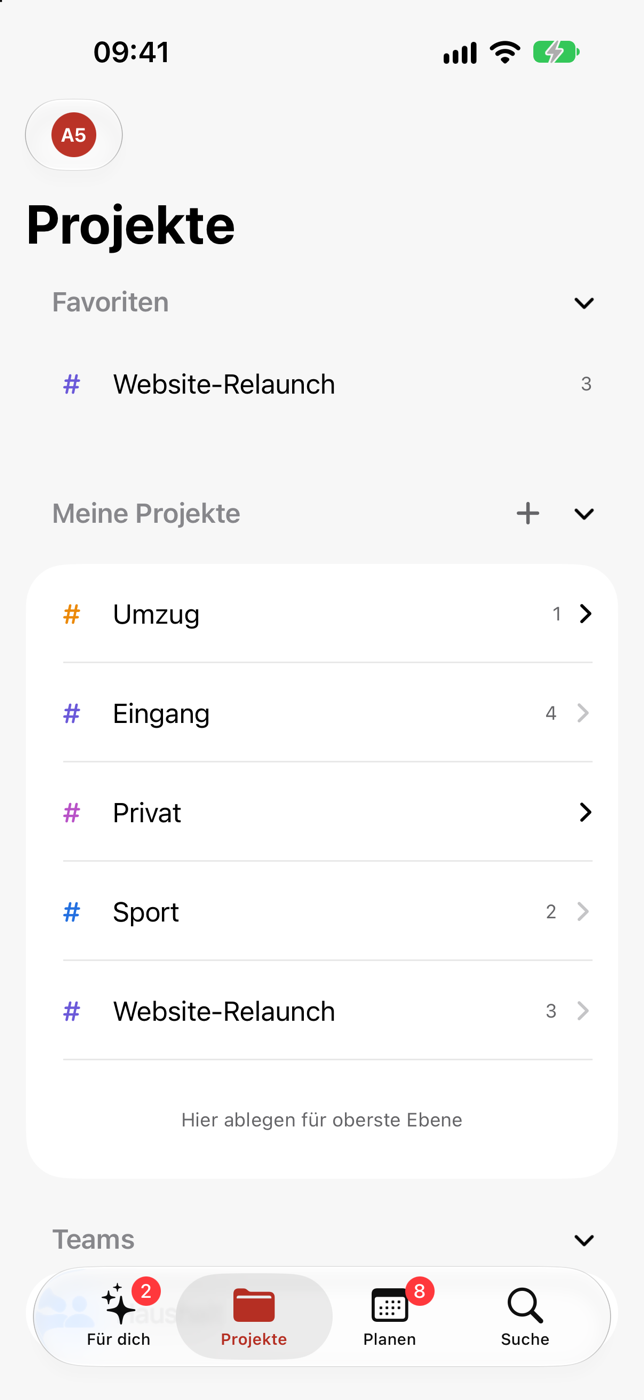 09:41
A5
Projekte
Favoriten
# Website-Relaunch 3
Meine Projekte
# Umzug 1
# Eingang 4
# Privat
# Sport 2
# Website-Relaunch 3
Hier ablegen für oberste Ebene
Teams
2 8
Für dich Projekte Planen Suche